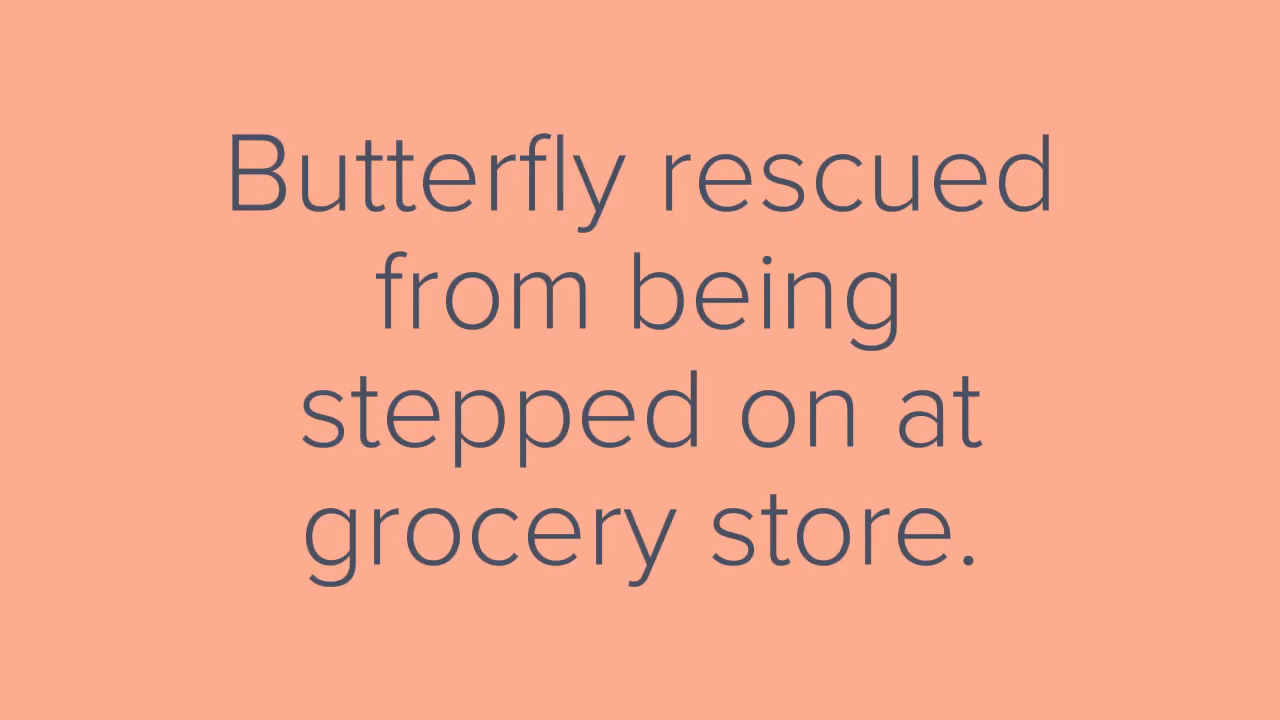 Butterfly rescued
from being
stepped on at
grocery store.